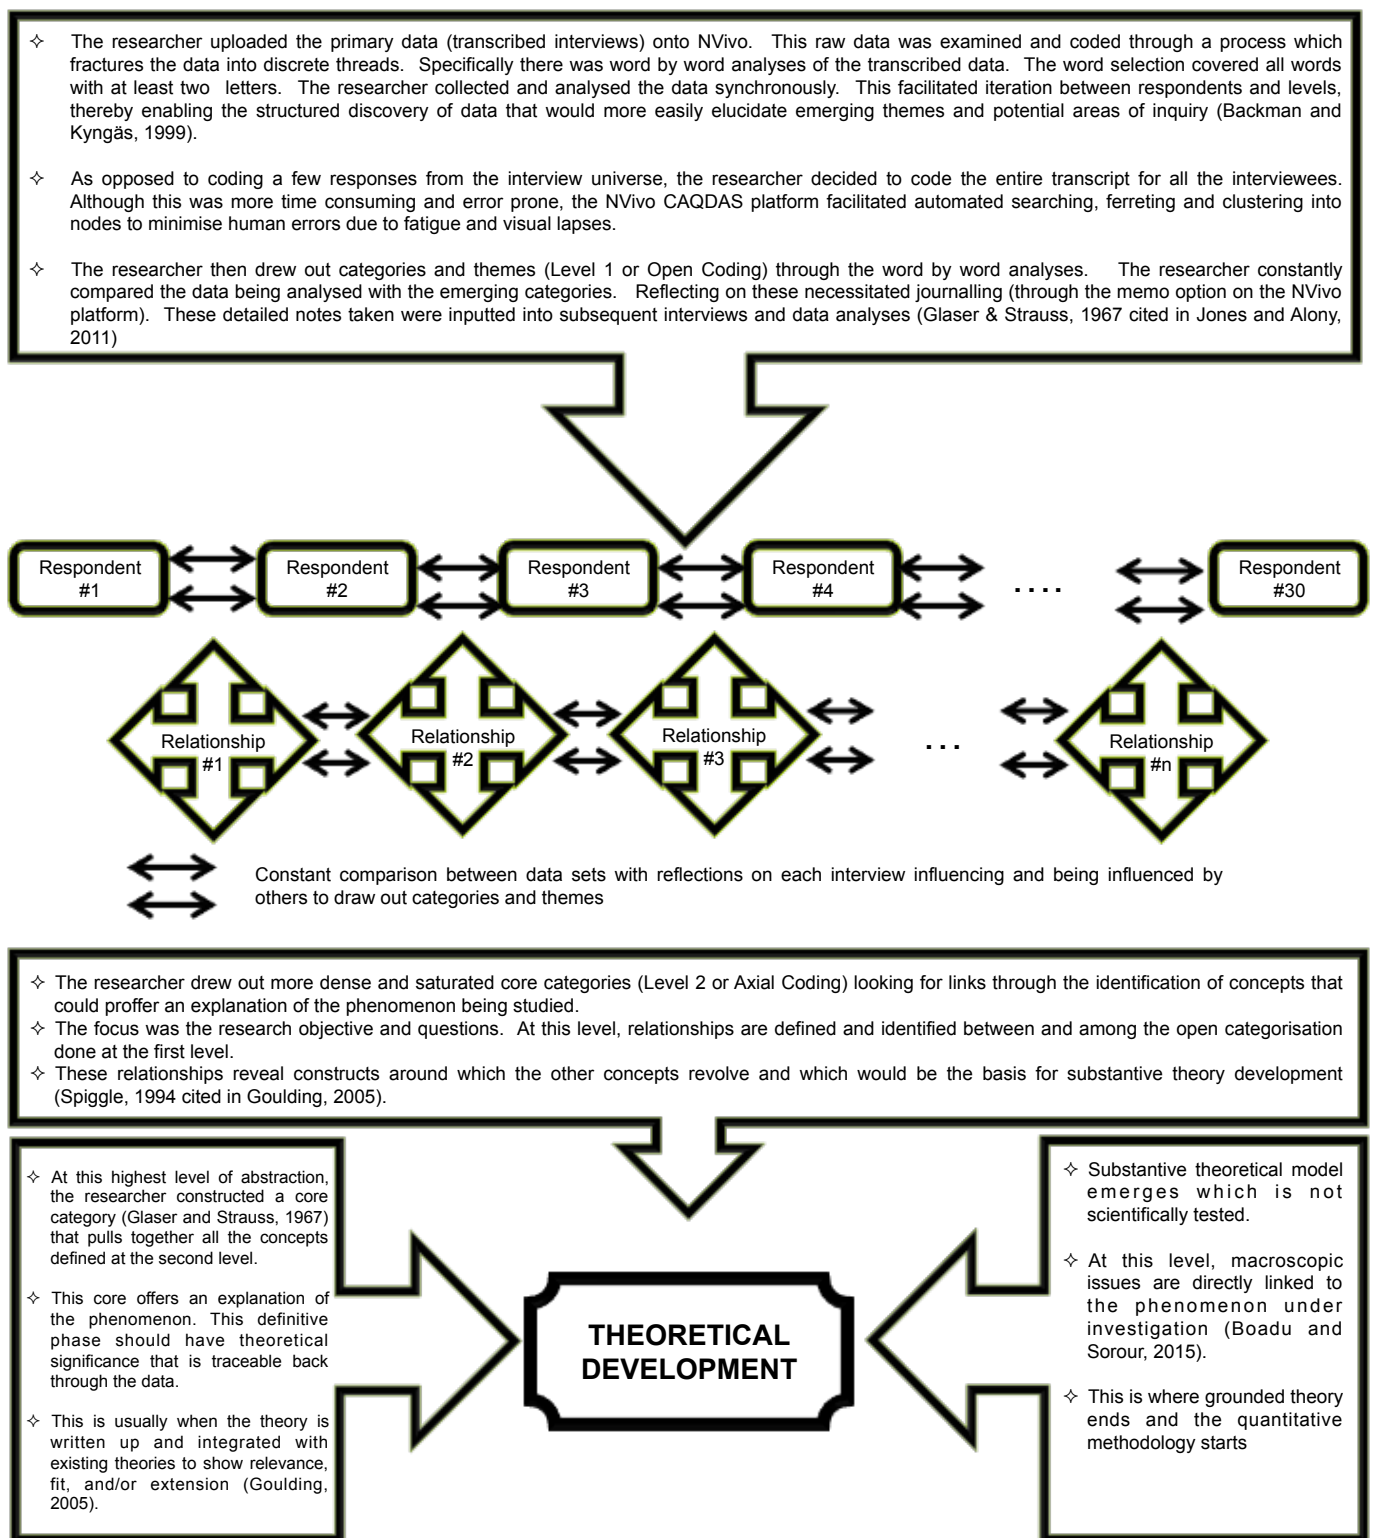 ✧ The researcher uploaded the primary data (transcribed interviews) onto NVivo. This raw data was examined and coded through a process which
fractures the data into discrete threads. Specifically there was word by word analyses of the transcribed data. The word selection covered all words
with at least two letters. The researcher collected and analysed the data synchronously. This facilitated iteration between respondents and levels,
thereby enabling the structured discovery of data that would more easily elucidate emerging themes and potential areas of inquiry (Backman and
Kyngäs, 1999).
✧ As opposed to coding a few responses from the interview universe, the researcher decided to code the entire transcript for all the interviewees.
Although this was more time consuming and error prone, the NVivo CAQDAS platform facilitated automated searching, ferreting and clustering into
nodes to minimise human errors due to fatigue and visual lapses.
✧ The researcher then drew out categories and themes (Level 1 or Open Coding) through the word by word analyses. The researcher constantly
compared the data being analysed with the emerging categories. Reflecting on these necessitated journalling (through the memo option on the NVivo
platform). These detailed notes taken were inputted into subsequent interviews and data analyses (Glaser & Strauss, 1967 cited in Jones and Alony,
2011)
Respondent
#1
Respondent
#2
Respondent
#3
Respondent
#4
....
Respondent
#30
Relationship
#1
Relationship
#2
Relationship
#3
...
Relationship
#n
Constant comparison between data sets with reflections on each interview influencing and being influenced by
others to draw out categories and themes
✧ The researcher drew out more dense and saturated core categories (Level 2 or Axial Coding) looking for links through the identification of concepts that
could proffer an explanation of the phenomenon being studied.
✧ The focus was the research objective and questions. At this level, relationships are defined and identified between and among the open categorisation
done at the first level.
✧ These relationships reveal constructs around which the other concepts revolve and which would be the basis for substantive theory development
(Spiggle, 1994 cited in Goulding, 2005).
✧ At this highest level of abstraction,
the researcher constructed a core
category (Glaser and Strauss, 1967)
that pulls together all the concepts
defined at the second level.
✧ This core offers an explanation of
the phenomenon. This definitive
phase should have theoretical
significance that is traceable back
through the data.
✧ This is usually when the theory is
written up and integrated with
existing theories to show relevance,
fit, and/or extension (Goulding,
2005).
THEORETICAL
DEVELOPMENT
✧ Substantive theoretical model
emerges which is not
scientifically tested.
✧ At this level, macroscopic
issues are directly linked to
the phenomenon under
investigation (Boadu and
Sorour, 2015).
✧ This is where grounded theory
ends and the quantitative
methodology starts